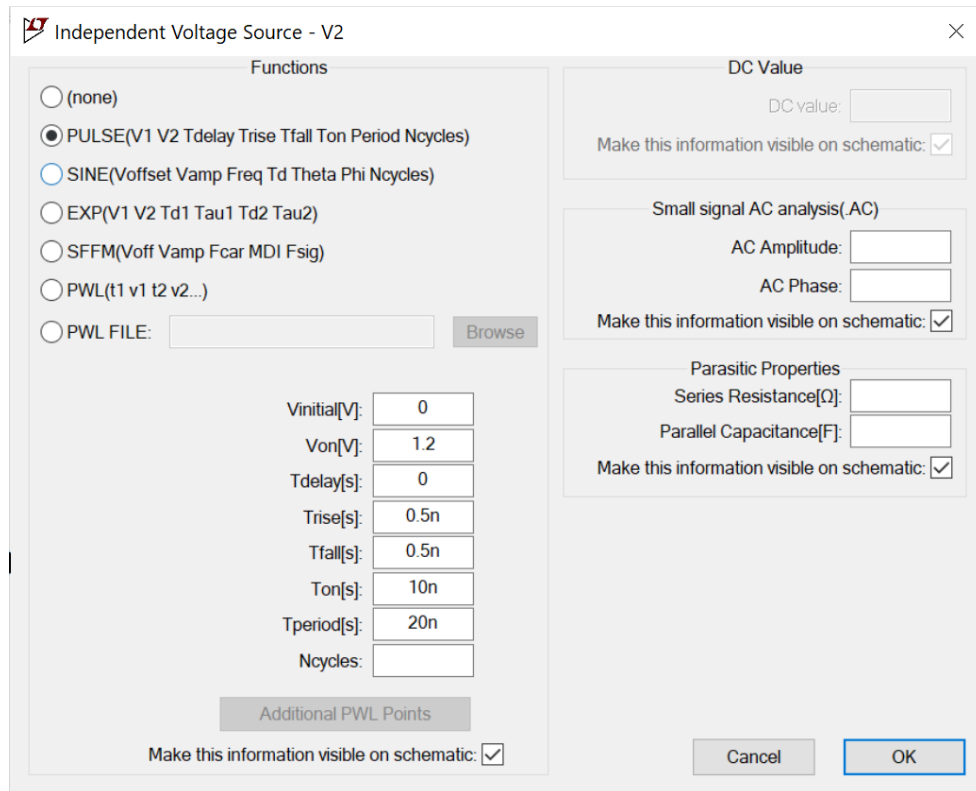 Independent Voltage Source - V2
Functions
(none)
PULSE(V1 V2 Tdelay Trise Tfall Ton Period Ncycles)
SINE(Voffset Vamp Freq Td Theta Phi Ncycles)
EXP(V1 V2 Td1 Tau1 Td2 Tau2)
SFFM(Voff Vamp Fcar MDI Fsig)
PWL(t1 v1 t2 v2...)
PWL FILE: Browse
Vinitial[V]: 0
Von[V]: 1.2
Tdelay[s]: 0
Trise[s]: 0.5n
Tfall[s]: 0.5n
Ton[s]: 10n
Tperiod[s]: 20n
Ncycles:
Additional PWL Points
Make this information visible on schematic:
DC Value
DC value:
Make this information visible on schematic:
Small signal AC analysis(.AC)
AC Amplitude:
AC Phase:
Make this information visible on schematic:
Parasitic Properties
Series Resistance[Ω]:
Parallel Capacitance[F]:
Make this information visible on schematic:
Cancel OK